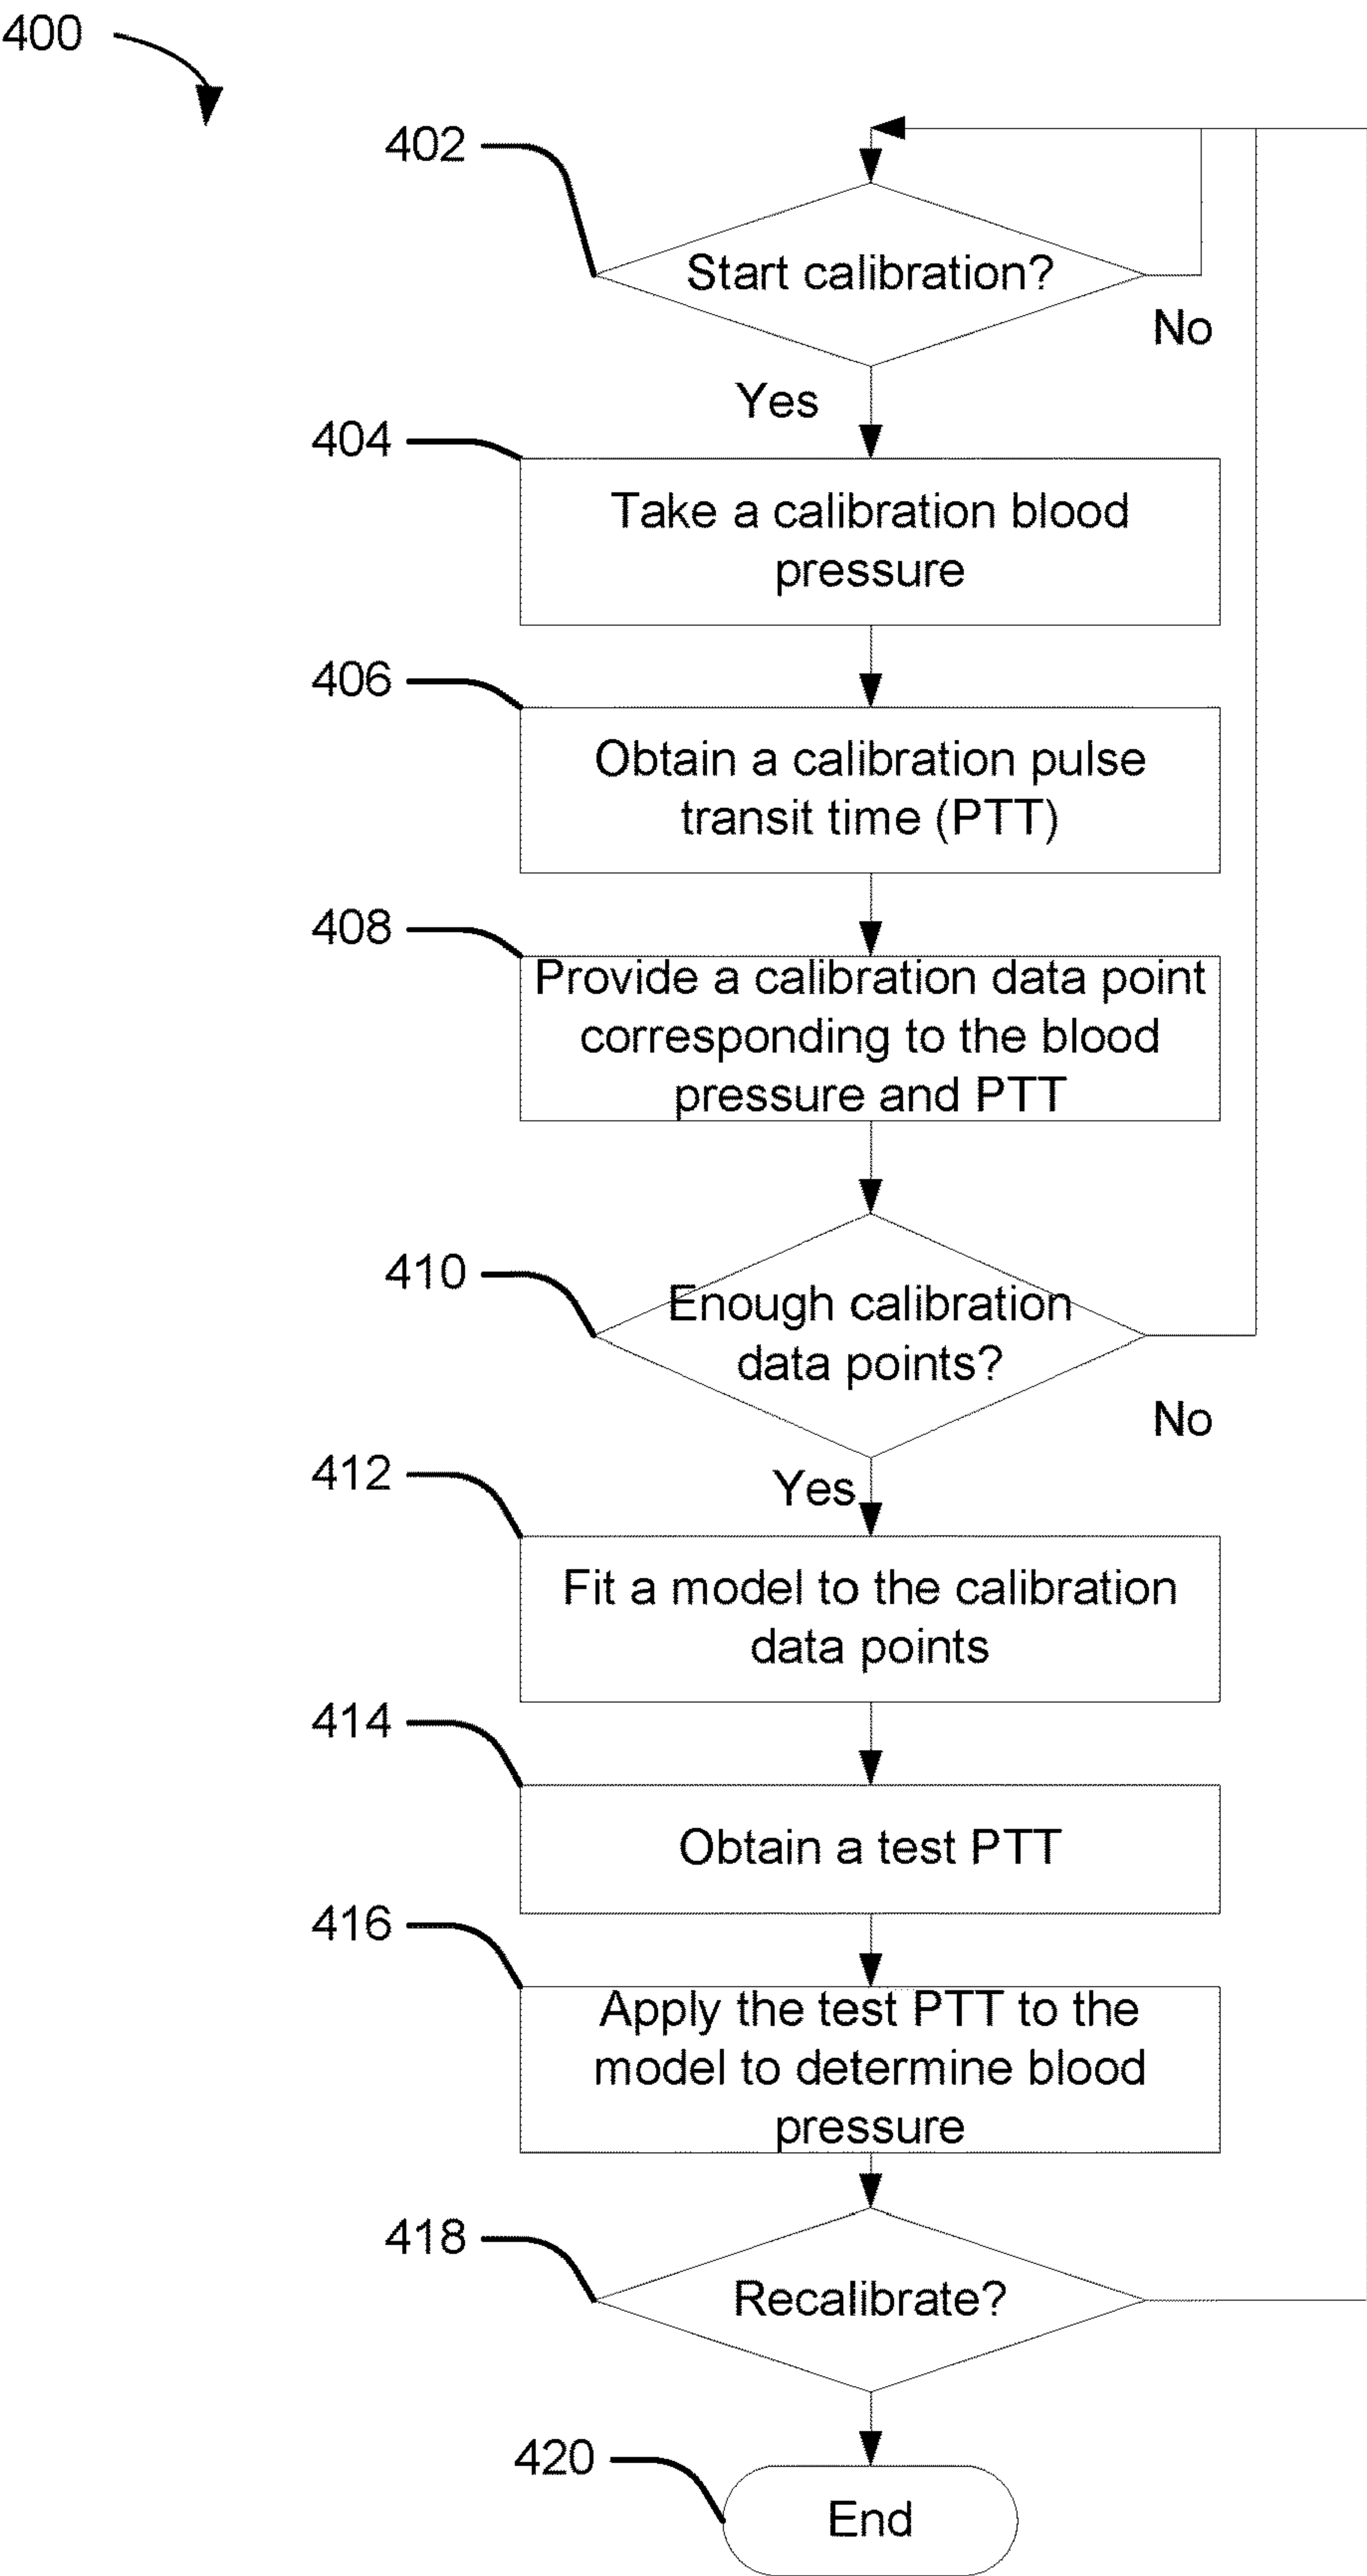 400
402
Start calibration?
No
Yes
404
Take a calibration blood
pressure
406
Obtain a calibration pulse
transit time (PTT)
408
Provide a calibration data point
corresponding to the blood
pressure and PTT
410
Enough calibration
data points?
No
Yes
412
Fit a model to the calibration
data points
414
Obtain a test PTT
416
Apply the test PTT to the
model to determine blood
pressure
418
Recalibrate?
420
End